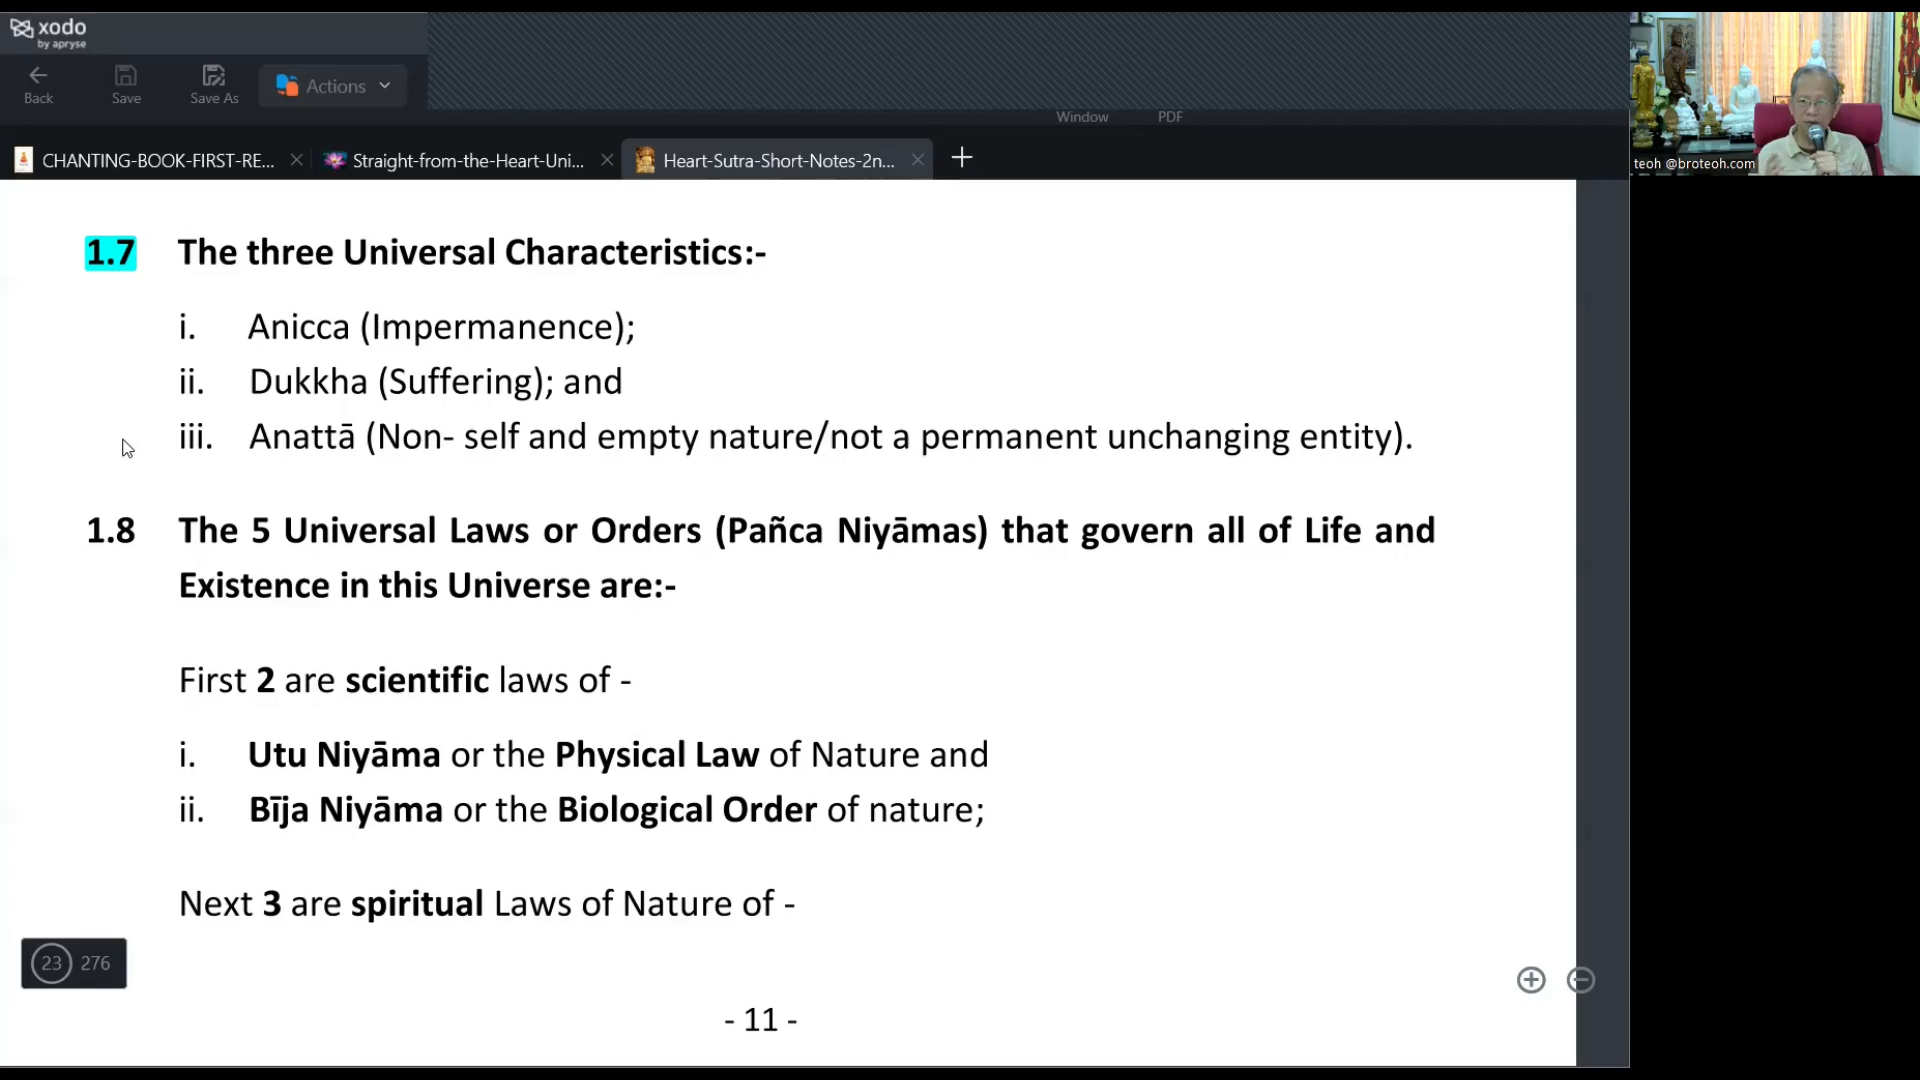 xodo
by apryse
Back
Save
Save As
Actions
Window
PDF
CHANTING-BOOK-FIRST-RE...
Straight-from-the-Heart-Uni...
Heart-Sutra-Short-Notes-2n...
teoh @broteoh.com
1.7 The three Universal Characteristics:-
i. Anicca (Impermanence);
ii. Dukkha (Suffering); and
iii. Anattā (Non- self and empty nature/not a permanent unchanging entity).
1.8 The 5 Universal Laws or Orders (Pañca Niyāmas) that govern all of Life and
Existence in this Universe are:-
First 2 are scientific laws of -
i. Utu Niyāma or the Physical Law of Nature and
ii. Bīja Niyāma or the Biological Order of nature;
Next 3 are spiritual Laws of Nature of -
23 276
- 11 -